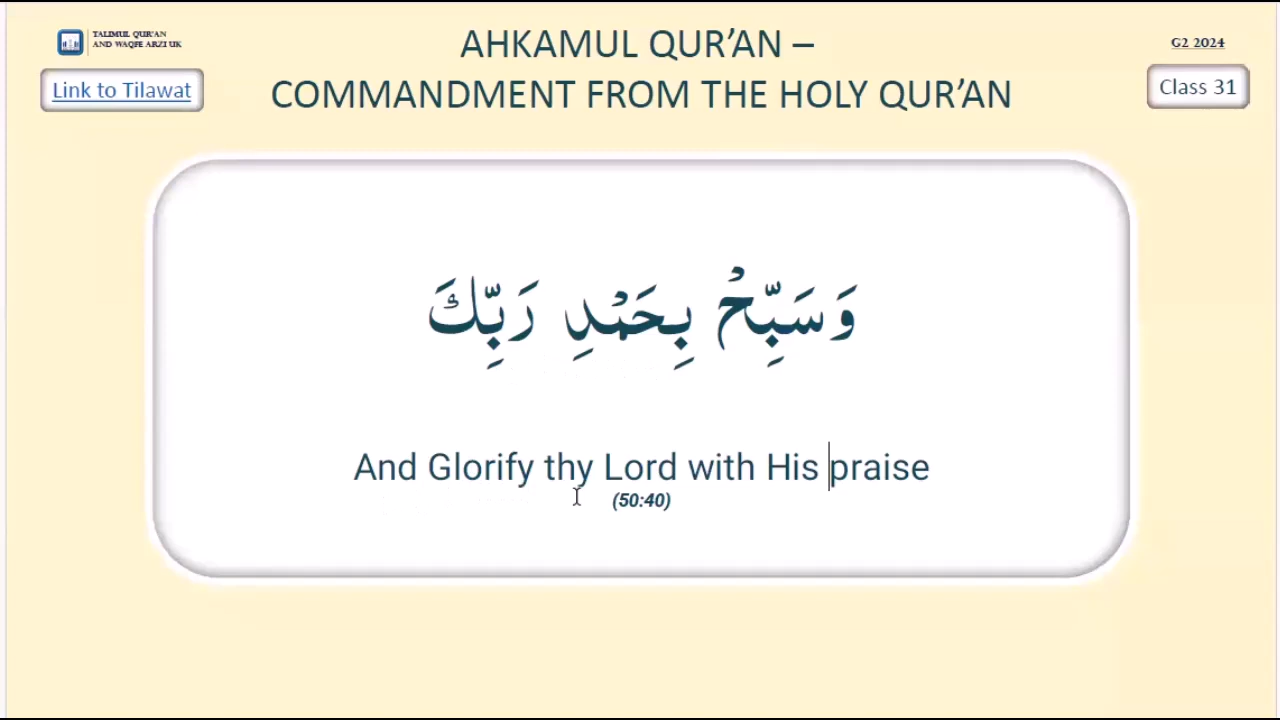 TALIMUL QUR'AN
AND WAQFE ARZI UK
AHKAMUL QUR’AN –
G2 2024
Link to Tilawat
COMMANDMENT FROM THE HOLY QUR’AN
Class 31
وَسَبِّحْ بِحَمْدِ رَبِّكَ
And Glorify thy Lord with His praise
(50:40)